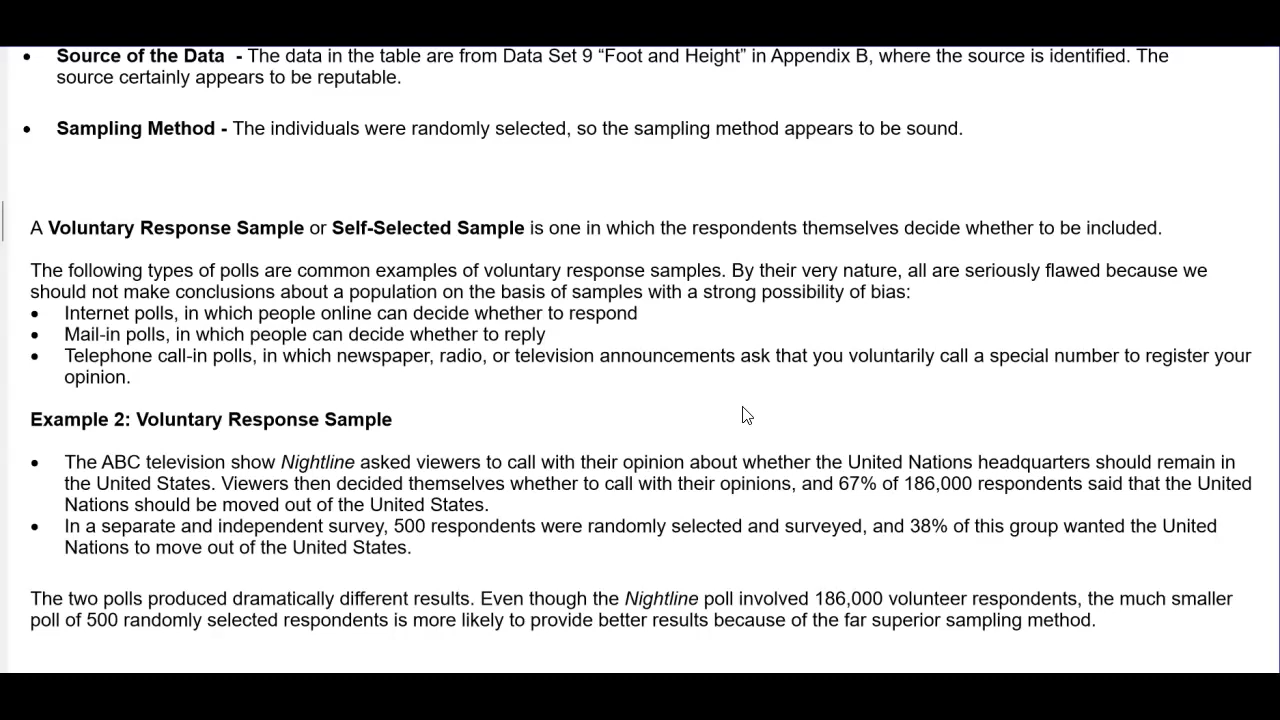 • Source of the Data - The data in the table are from Data Set 9 “Foot and Height” in Appendix B, where the source is identified. The
source certainly appears to be reputable.
• Sampling Method - The individuals were randomly selected, so the sampling method appears to be sound.
A Voluntary Response Sample or Self-Selected Sample is one in which the respondents themselves decide whether to be included.
The following types of polls are common examples of voluntary response samples. By their very nature, all are seriously flawed because we
should not make conclusions about a population on the basis of samples with a strong possibility of bias:
• Internet polls, in which people online can decide whether to respond
• Mail-in polls, in which people can decide whether to reply
• Telephone call-in polls, in which newspaper, radio, or television announcements ask that you voluntarily call a special number to register your
opinion.
Example 2: Voluntary Response Sample
• The ABC television show Nightline asked viewers to call with their opinion about whether the United Nations headquarters should remain in
the United States. Viewers then decided themselves whether to call with their opinions, and 67% of 186,000 respondents said that the United
Nations should be moved out of the United States.
• In a separate and independent survey, 500 respondents were randomly selected and surveyed, and 38% of this group wanted the United
Nations to move out of the United States.
The two polls produced dramatically different results. Even though the Nightline poll involved 186,000 volunteer respondents, the much smaller
poll of 500 randomly selected respondents is more likely to provide better results because of the far superior sampling method.